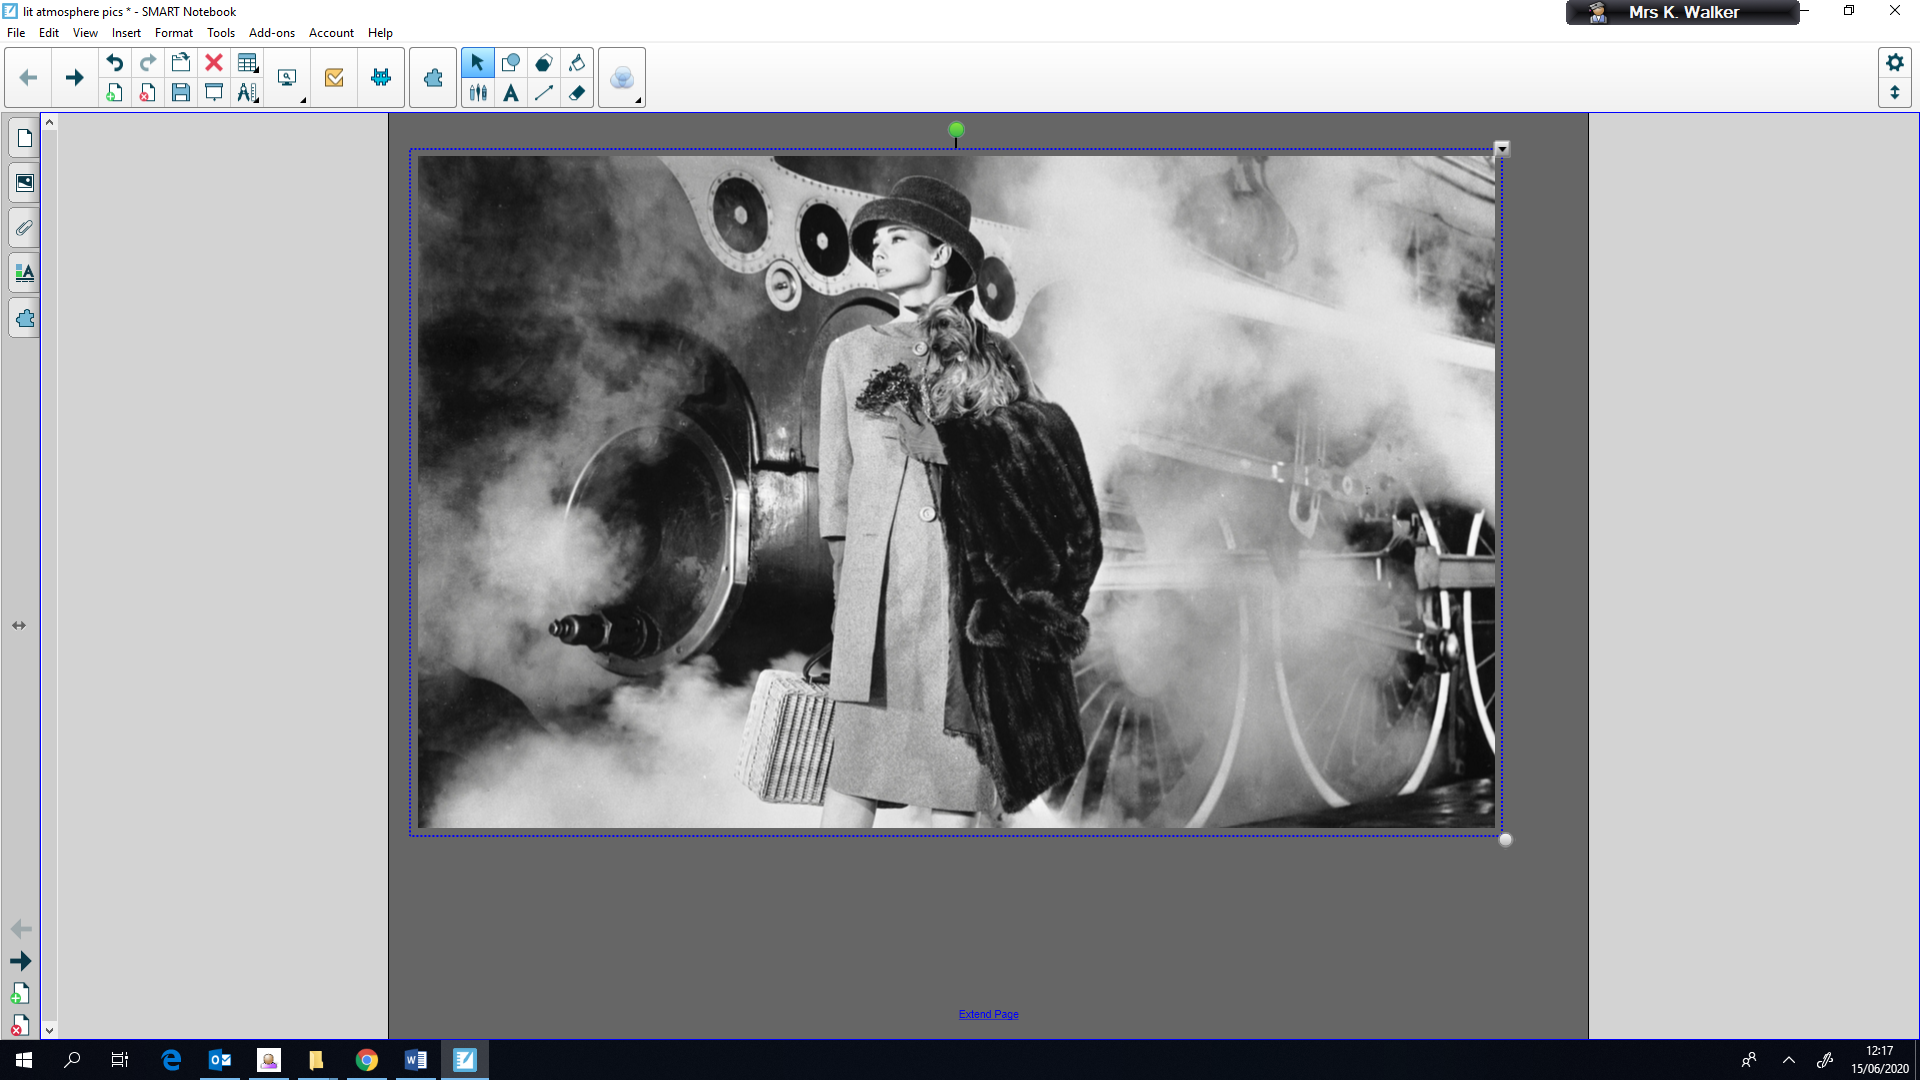 lit atmosphere pics * - SMART Notebook
Mrs K. Walker
File Edit View Insert Format Tools Add-ons Account Help
Extend Page
12:17
15/06/2020